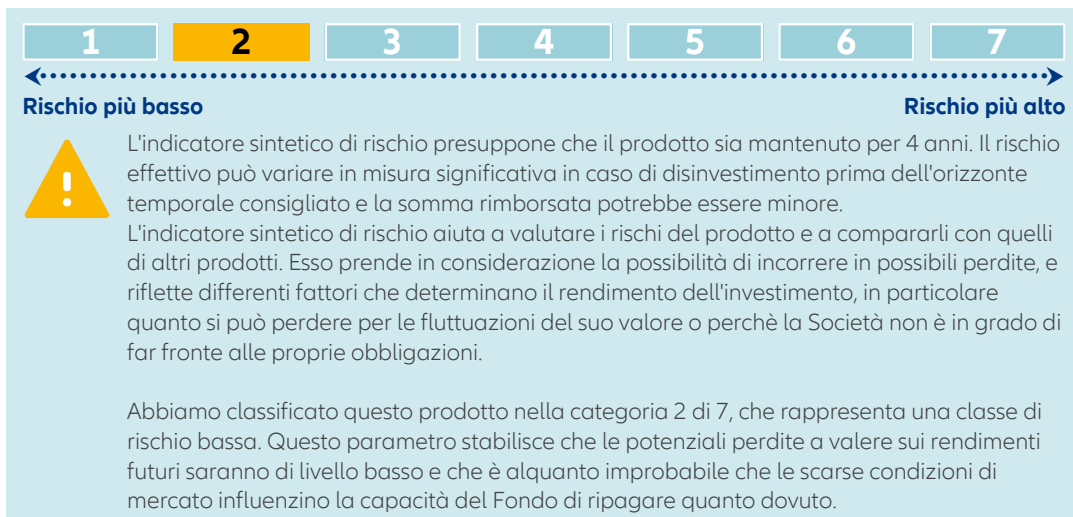 1 2 3 4 5 6 7
Rischio più basso Rischio più alto
L'indicatore sintetico di rischio presuppone che il prodotto sia mantenuto per 4 anni. Il rischio
effettivo può variare in misura significativa in caso di disinvestimento prima dell'orizzonte
temporale consigliato e la somma rimborsata potrebbe essere minore.
L'indicatore sintetico di rischio aiuta a valutare i rischi del prodotto e a compararli con quelli
di altri prodotti. Esso prende in considerazione la possibilità di incorrere in possibili perdite, e
riflette differenti fattori che determinano il rendimento dell'investimento, in particolare
quanto si può perdere per le fluttuazioni del suo valore o perchè la Società non è in grado di
far fronte alle proprie obbligazioni.
Abbiamo classificato questo prodotto nella categoria 2 di 7, che rappresenta una classe di
rischio bassa. Questo parametro stabilisce che le potenziali perdite a valere sui rendimenti
futuri saranno di livello basso e che è alquanto improbabile che le scarse condizioni di
mercato influenzino la capacità del Fondo di ripagare quanto dovuto.